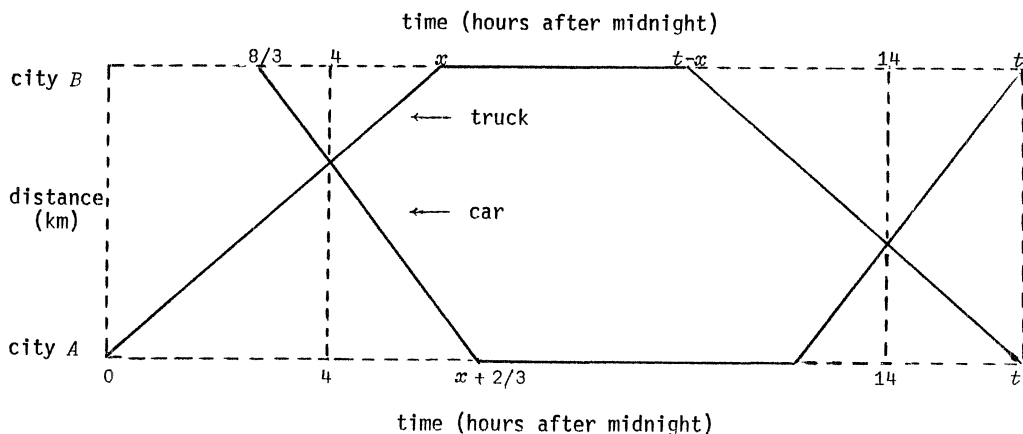 time (hours after midnight)
8/3 4 x t-x 14 t
city B
truck
distance
(km)
car
city A
0 4 x + 2/3 14 t
time (hours after midnight)